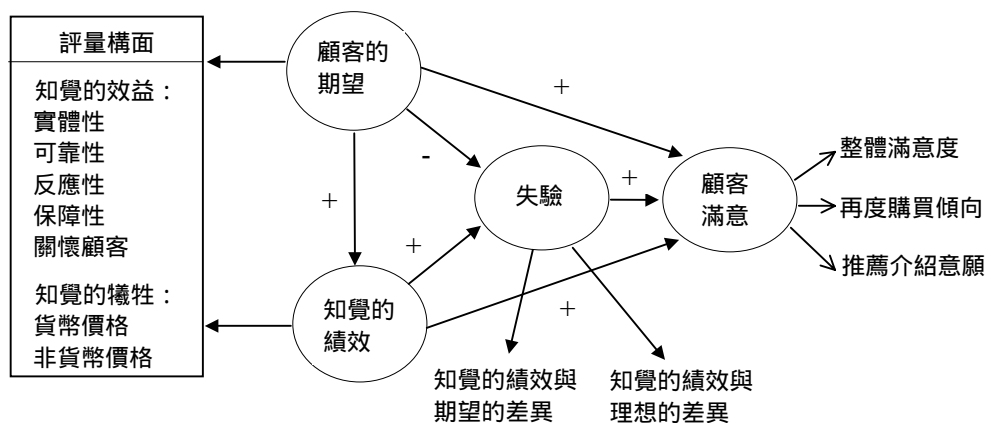 評量構面
知覺的效益：
實體性
可靠性
反應性
保障性
關懷顧客
知覺的犧牲：
貨幣價格
非貨幣價格
顧客的
期望
+
-
+
+
知覺的
績效
失驗
+
+
顧客
滿意
整體滿意度
再度購買傾向
推薦介紹意願
知覺的績效與
期望的差異
知覺的績效與
理想的差異